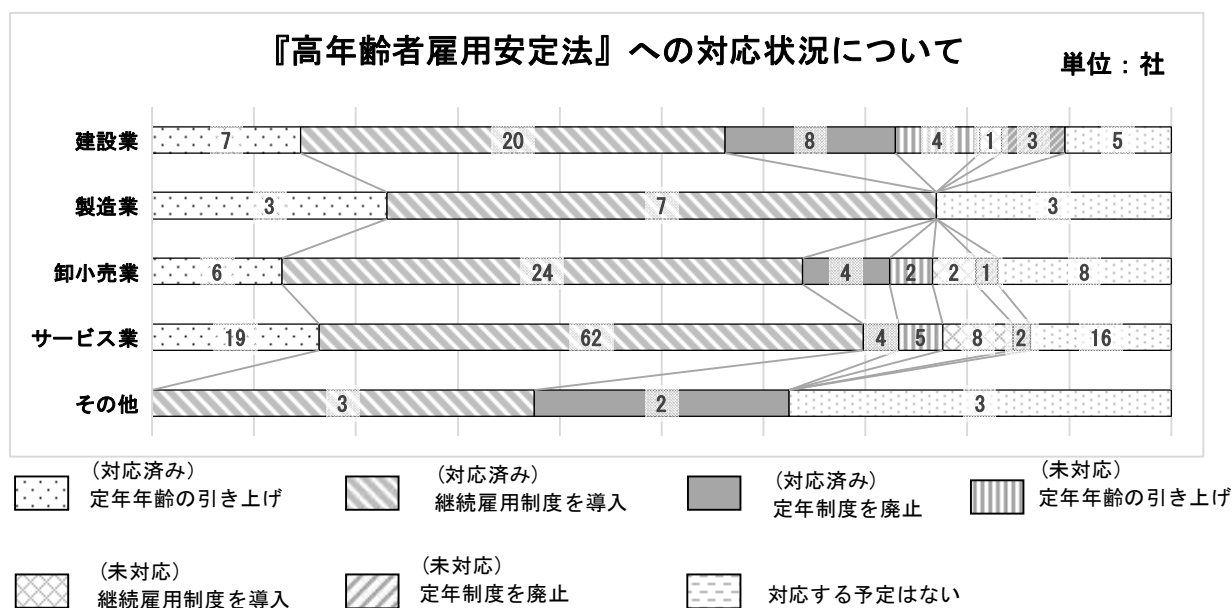 『高年齢者雇用安定法』への対応状況について
単位：社
建設業 7 20 8 4 1 3 5
製造業 3 7 3
卸小売業 6 24 4 2 2 1 8
サービス業 19 62 4 5 8 2 16
その他 3 2 3
（対応済み）
定年年齢の引き上げ
（対応済み）
継続雇用制度を導入
（対応済み）
定年制度を廃止
（未対応）
定年年齢の引き上げ
（未対応）
継続雇用制度を導入
（未対応）
定年制度を廃止
対応する予定はない